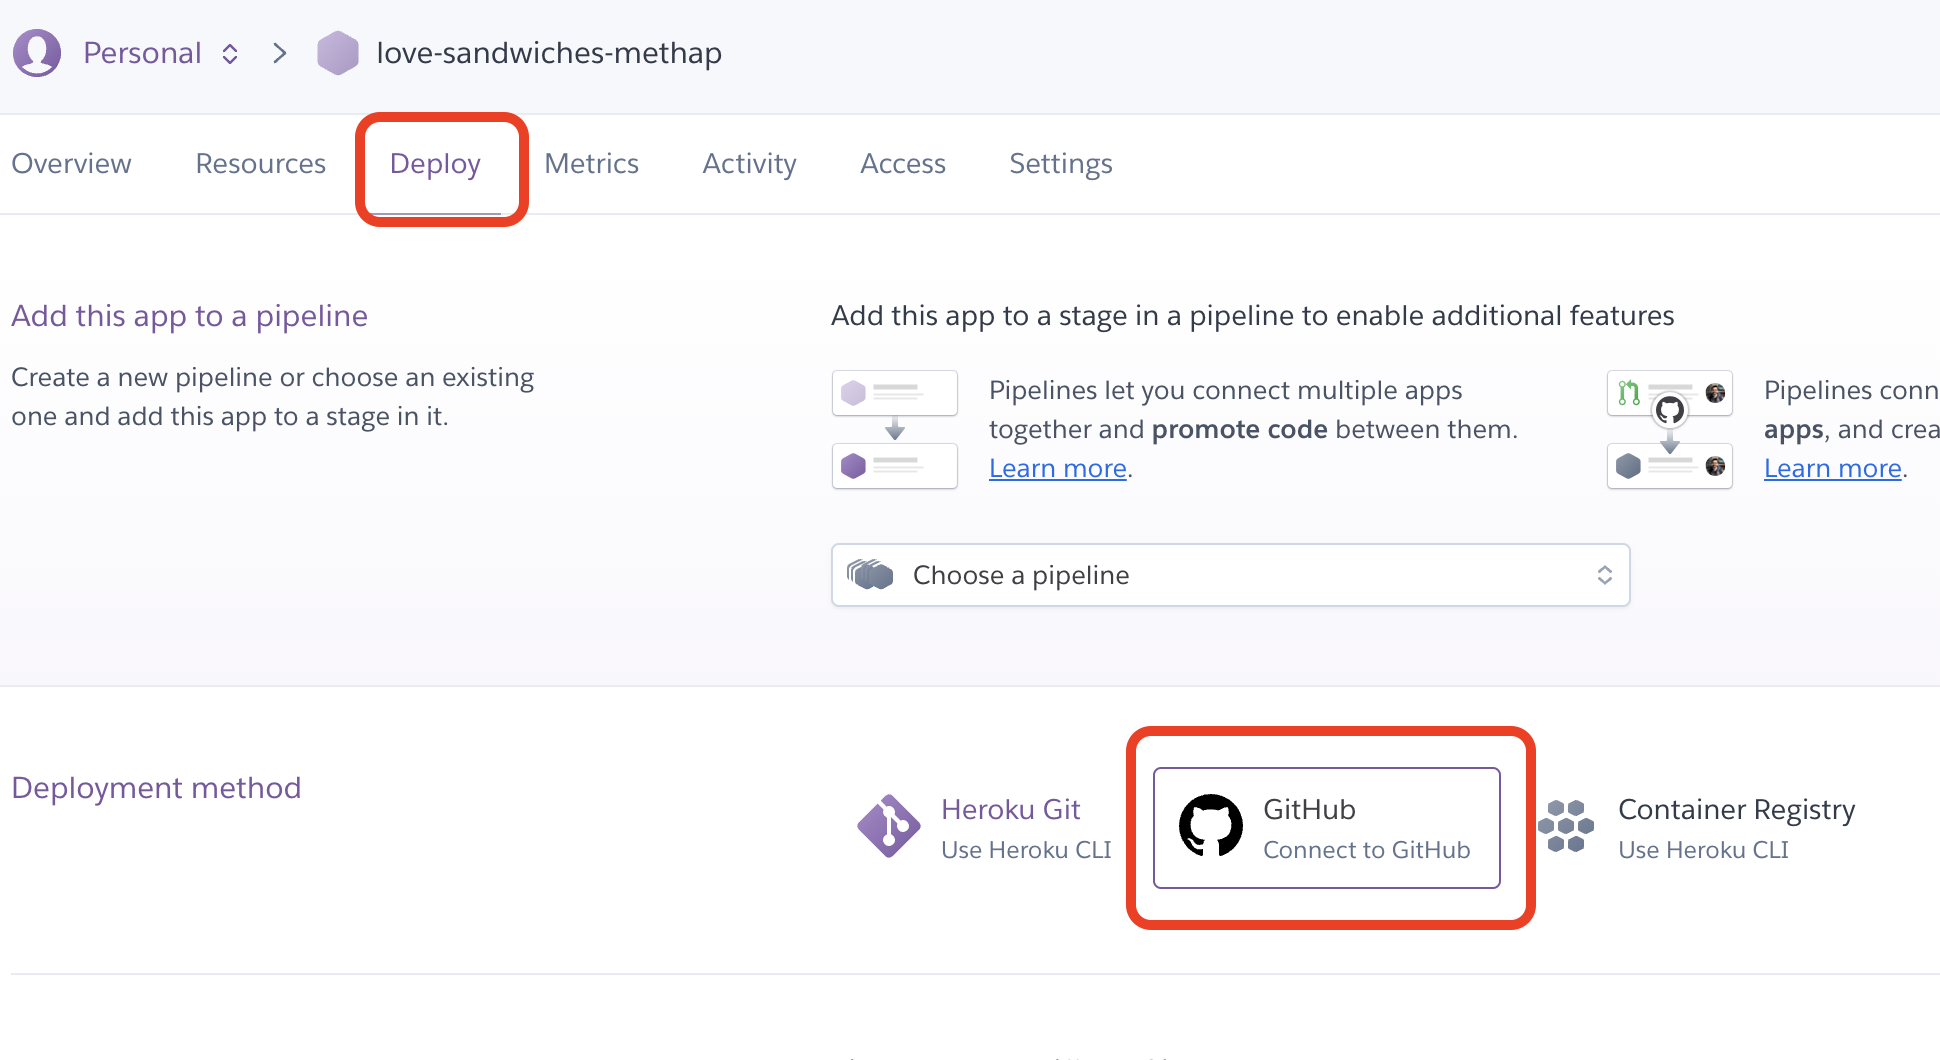 Personal
love-sandwiches-methap
Overview Resources Deploy Metrics Activity Access Settings
Add this app to a pipeline
Create a new pipeline or choose an existing
one and add this app to a stage in it.
Add this app to a stage in a pipeline to enable additional features
Pipelines let you connect multiple apps
together and promote code between them.
Learn more.
Pipelines conn
apps, and crea
Learn more.
Choose a pipeline
Deployment method
Heroku Git
Use Heroku CLI
GitHub
Connect to GitHub
Container Registry
Use Heroku CLI